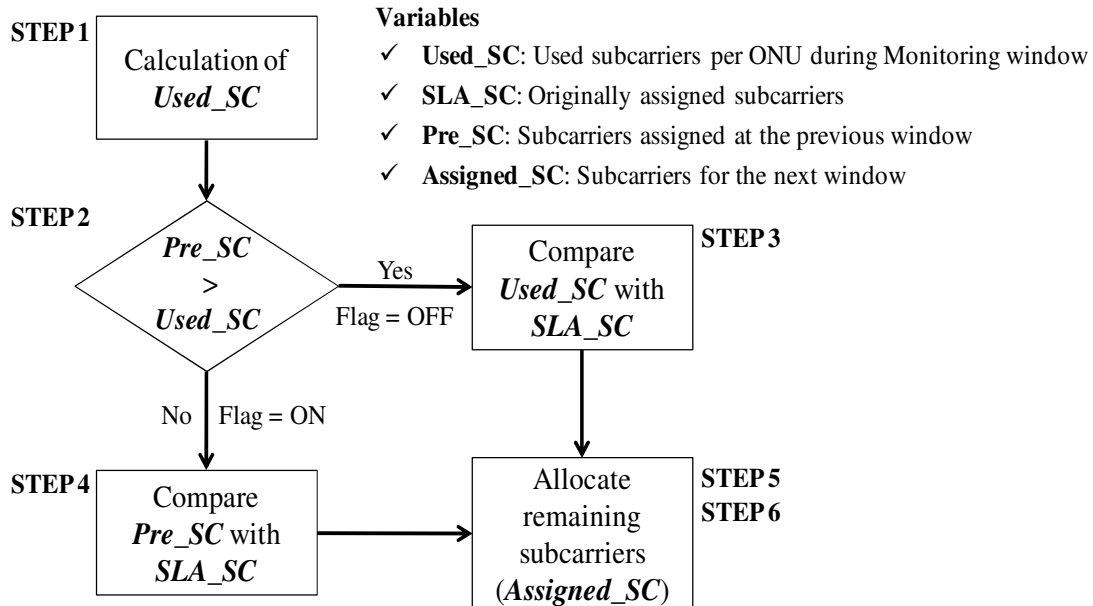 STEP 1
Calculation of
Used_SC
Variables
✓ Used_SC: Used subcarriers per ONU during Monitoring window
✓ SLA_SC: Originally assigned subcarriers
✓ Pre_SC: Subcarriers assigned at the previous window
✓ Assigned_SC: Subcarriers for the next window
STEP 2
Pre_SC
>
Used_SC
Yes
Flag = OFF
STEP 3
Compare
Used_SC with
SLA_SC
No
Flag = ON
STEP 4
Compare
Pre_SC with
SLA_SC
Allocate
remaining
subcarriers
(Assigned_SC)
STEP 5
STEP 6